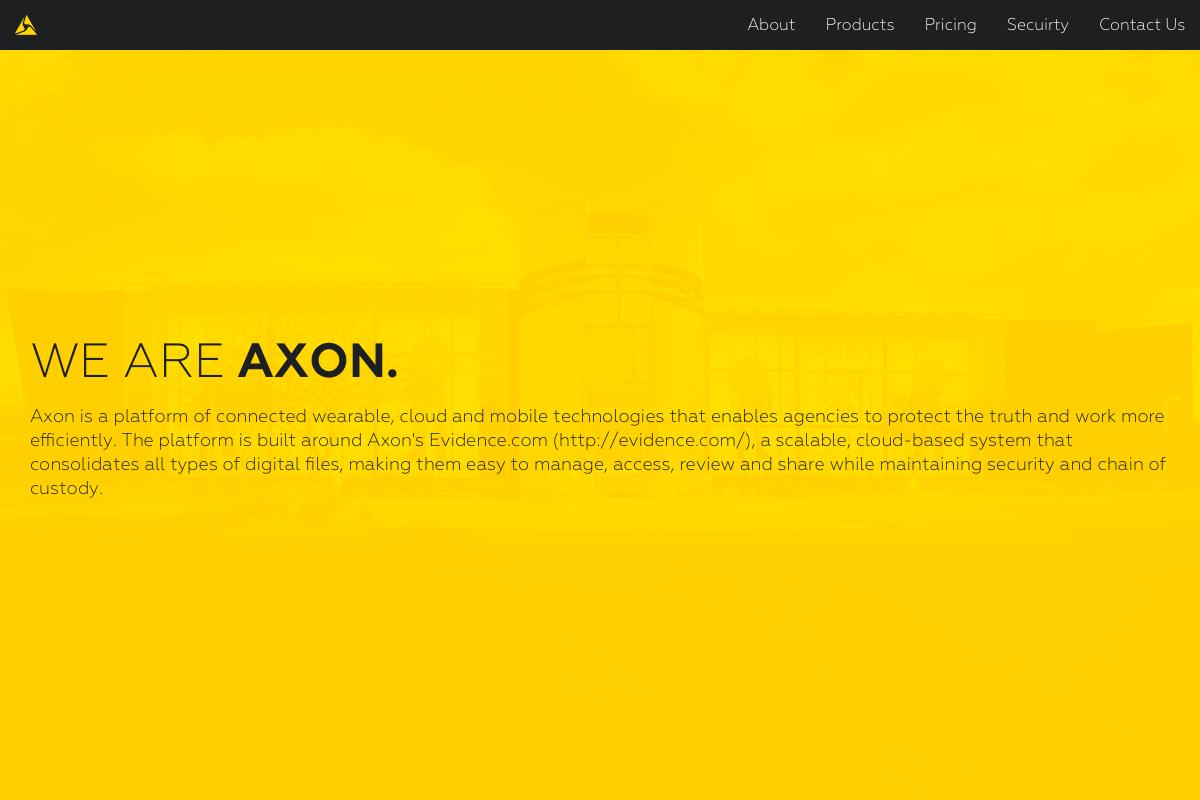 About Products Pricing Secuirty Contact Us
WE ARE AXON.
Axon is a platform of connected wearable, cloud and mobile technologies that enables agencies to protect the truth and work more
efficiently. The platform is built around Axon's Evidence.com (http://evidence.com/), a scalable, cloud-based system that
consolidates all types of digital files, making them easy to manage, access, review and share while maintaining security and chain of
custody.